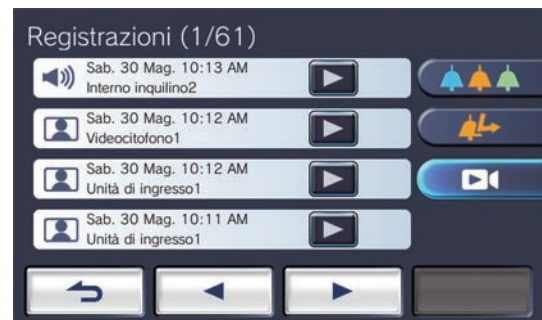 Registrazioni (1/61)
Sab. 30 Mag. 10:13 AM
Interno inquilino2
Sab. 30 Mag. 10:12 AM
Videocitofono1
Sab. 30 Mag. 10:12 AM
Unità di ingresso1
Sab. 30 Mag. 10:11 AM
Unità di ingresso1